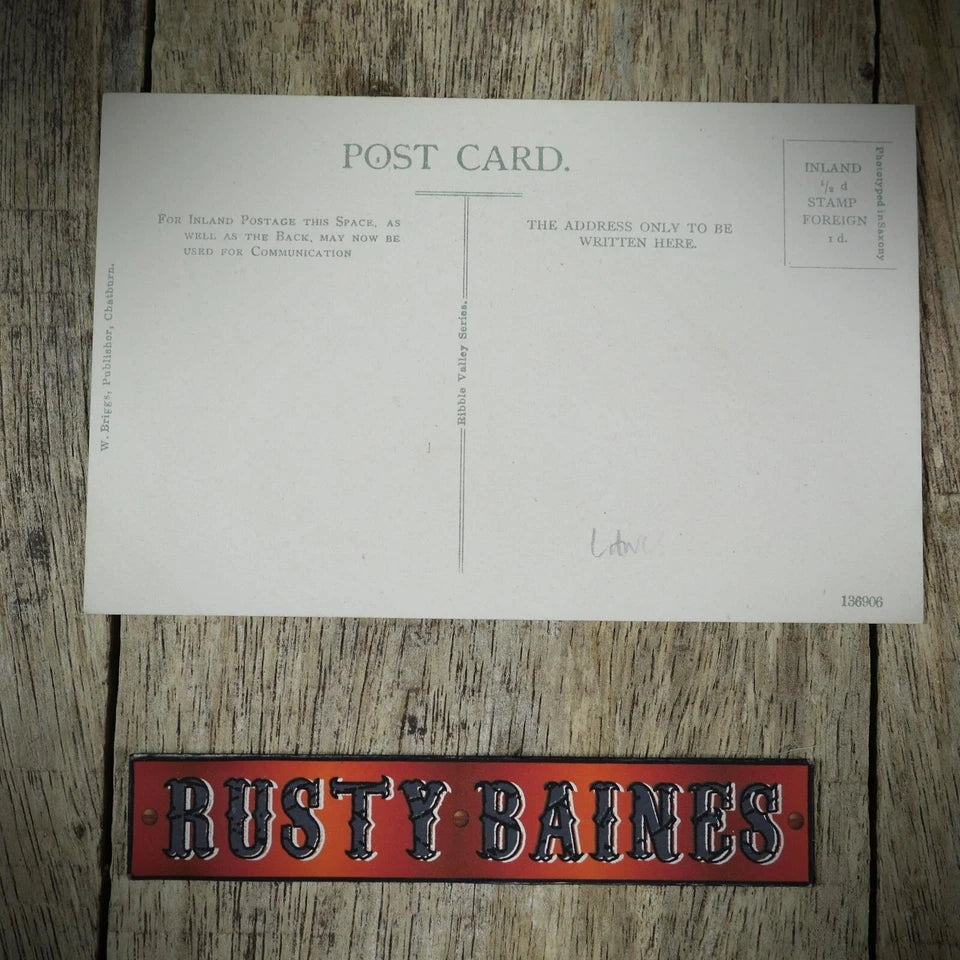 POST CARD.
FOR INLAND POSTAGE THIS SPACE, AS
WELL AS THE BACK, MAY NOW BE
USED FOR COMMUNICATION
THE ADDRESS ONLY TO BE
WRITTEN HERE.
INLAND
1/2 d
STAMP
FOREIGN
1 d.
Phototyped in Saxony
W. Briggs, Publisher, Chatburn.
Ribble Valley Series.
136906
RUSTY BAINES